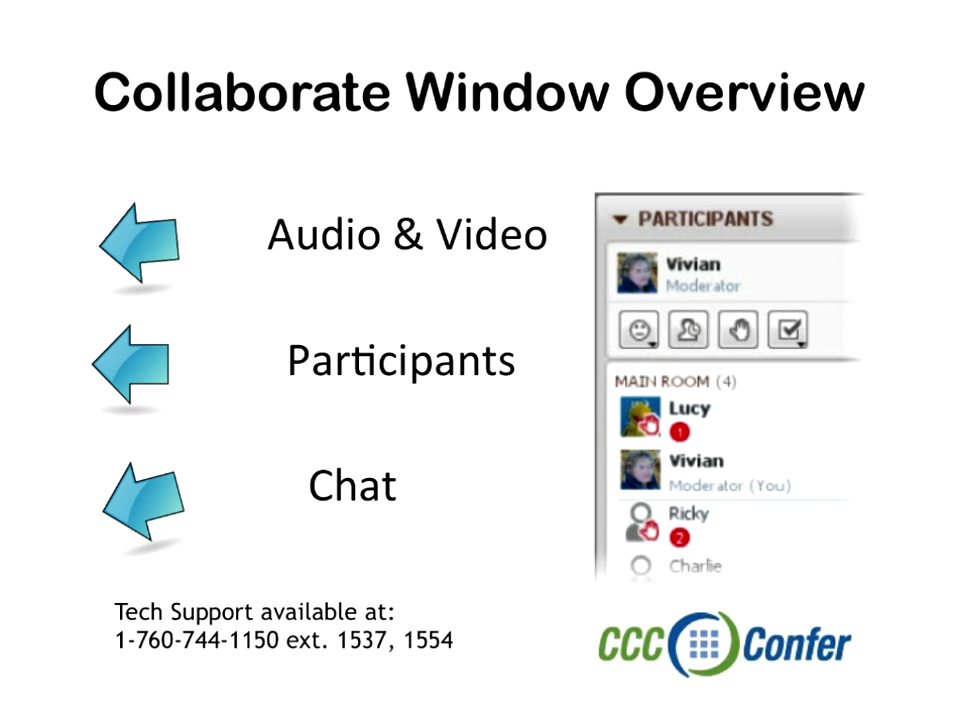 Collaborate Window Overview
Audio & Video
Participants
Chat
PARTICIPANTS
Vivian
Moderator
MAIN ROOM (4)
Lucy
1
Vivian
Moderator (You)
Ricky
2
Charlie
Tech Support available at:
1-760-744-1150 ext. 1537, 1554
CCC Confer